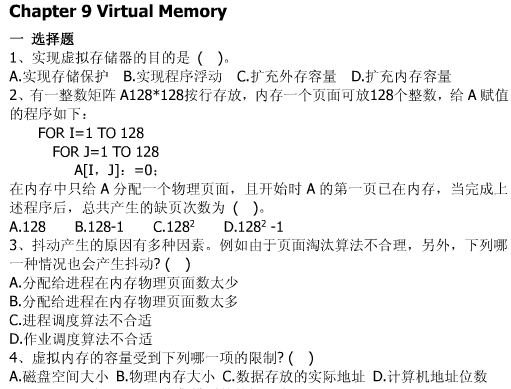 Chapter 9 Virtual Memory
一 选择题
1、实现虚拟存储器的目的是（ ）。
A.实现存储保护 B.实现程序浮动 C.扩充外存容量 D.扩充内存容量
2、有一整数矩阵 A128*128按行存放，内存一个页面可放128个整数，给 A 赋值
的程序如下：
FOR I=1 TO 128
FOR J=1 TO 128
A[I，J]：=0;
在内存中只给 A 分配一个物理页面，且开始时 A 的第一页已在内存，当完成上
述程序后，总共产生的缺页次数为（ ）。
A.128 B.128-1 C.128² D.128² -1
3、抖动产生的原因有多种因素。例如由于页面淘汰算法不合理，另外，下列哪
一种情况也会产生抖动?（ ）
A.分配给进程在内存物理页面数太少
B.分配给进程在内存物理页面数太多
C.进程调度算法不合适
D.作业调度算法不合适
4、虚拟内存的容量受到下列哪一项的限制?（ ）
A.磁盘空间大小 B.物理内存大小 C.数据存放的实际地址 D.计算机地址位数